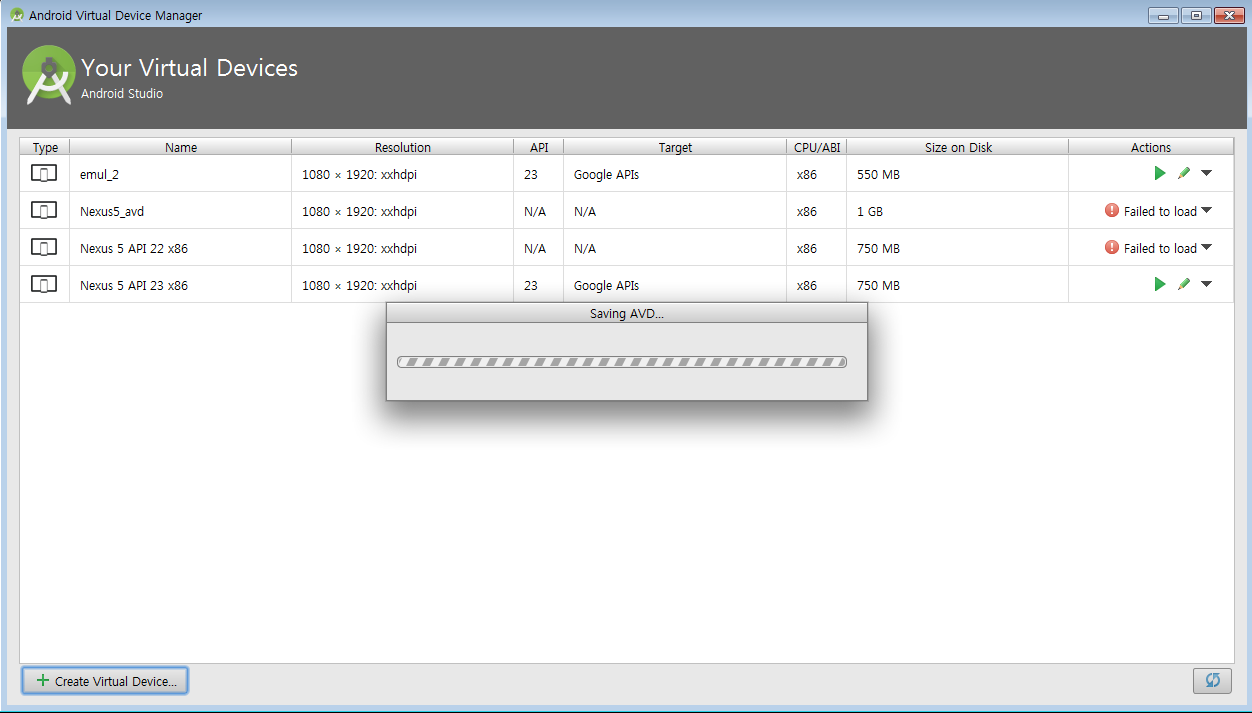 Android Virtual Device Manager
Your Virtual Devices
Android Studio
Type Name Resolution API Target CPU/ABI Size on Disk Actions
emul_2 1080 × 1920: xxhdpi 23 Google APIs x86 550 MB
Nexus5_avd 1080 × 1920: xxhdpi N/A N/A x86 1 GB Failed to load
Nexus 5 API 22 x86 1080 × 1920: xxhdpi N/A N/A x86 750 MB Failed to load
Nexus 5 API 23 x86 1080 × 1920: xxhdpi 23 Google APIs x86 750 MB
Saving AVD...
Create Virtual Device...